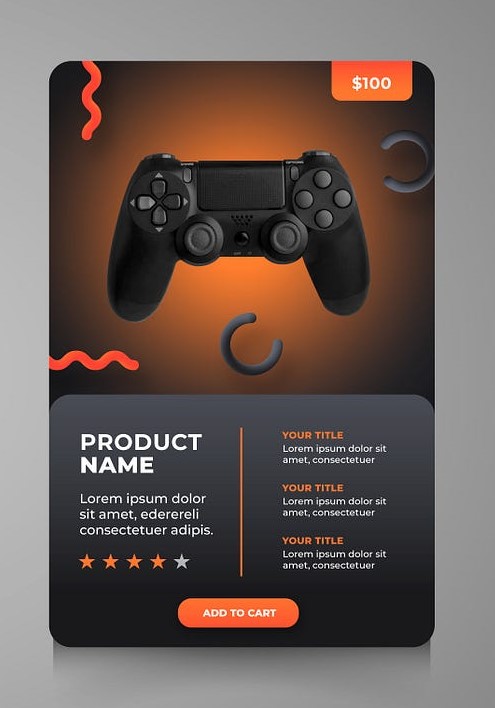 $100
PRODUCT
NAME
Lorem ipsum dolor
sit amet, ederereli
consectetuer adipis.
YOUR TITLE
Lorem ipsum dolor sit
amet, consectetuer
YOUR TITLE
Lorem ipsum dolor sit
amet, consectetuer
YOUR TITLE
Lorem ipsum dolor sit
amet, consectetuer
ADD TO CART